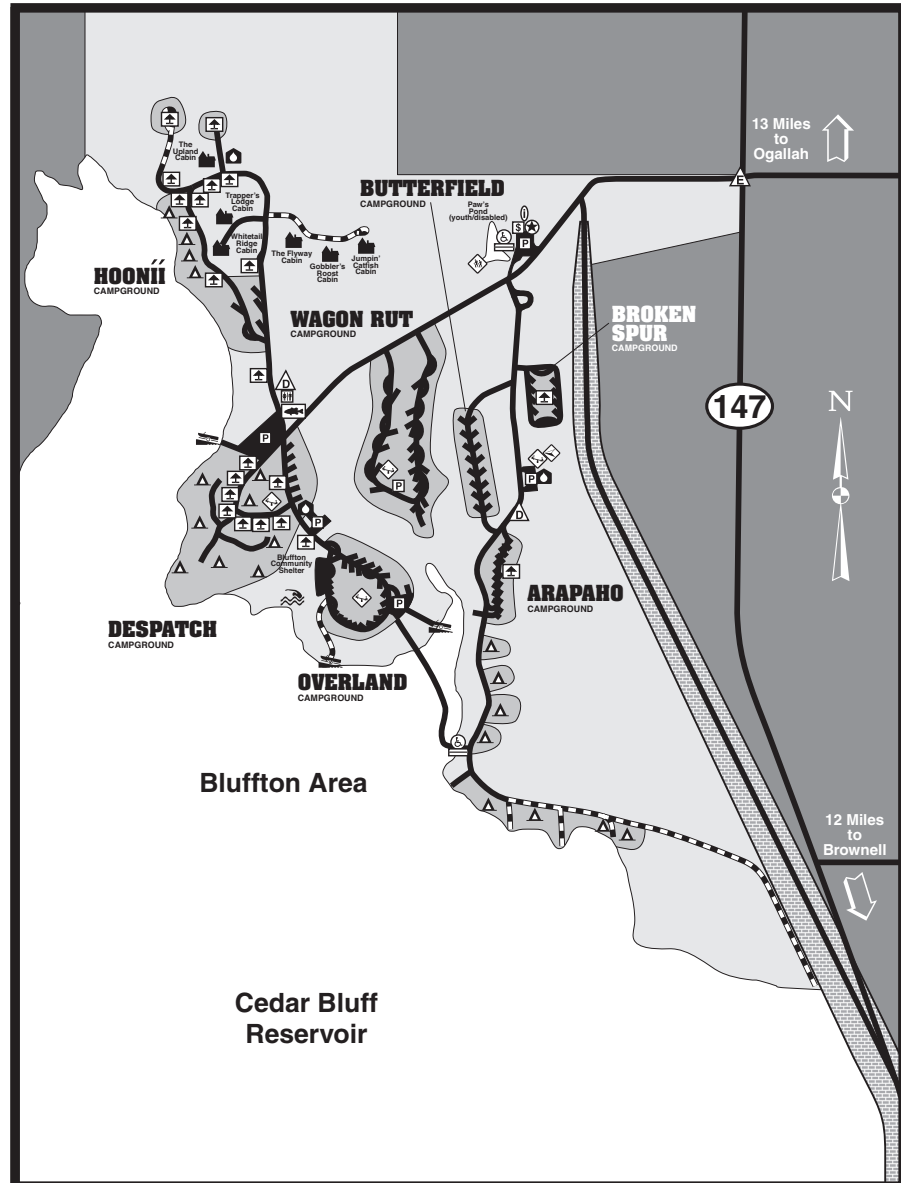 13 Miles
to
Ogallah
E
The
Upland
Cabin
BUTTERFIELD
CAMPGROUND
Paw's
Pond
(youth/disabled)
i
$
P
Trapper's
Lodge
Cabin
Whitetail
Ridge
Cabin
The Flyway
Cabin
Gobbler's
Roost
Cabin
Jumpin'
Catfish
Cabin
HOONÍÍ
CAMPGROUND
WAGON RUT
CAMPGROUND
BROKEN
SPUR
CAMPGROUND
D
147
N
P
P
P
D
P
Bluffton
Community
Shelter
ARAPAHO
CAMPGROUND
P
DESPATCH
CAMPGROUND
OVERLAND
CAMPGROUND
Bluffton Area
12 Miles
to
Brownell
Cedar Bluff
Reservoir